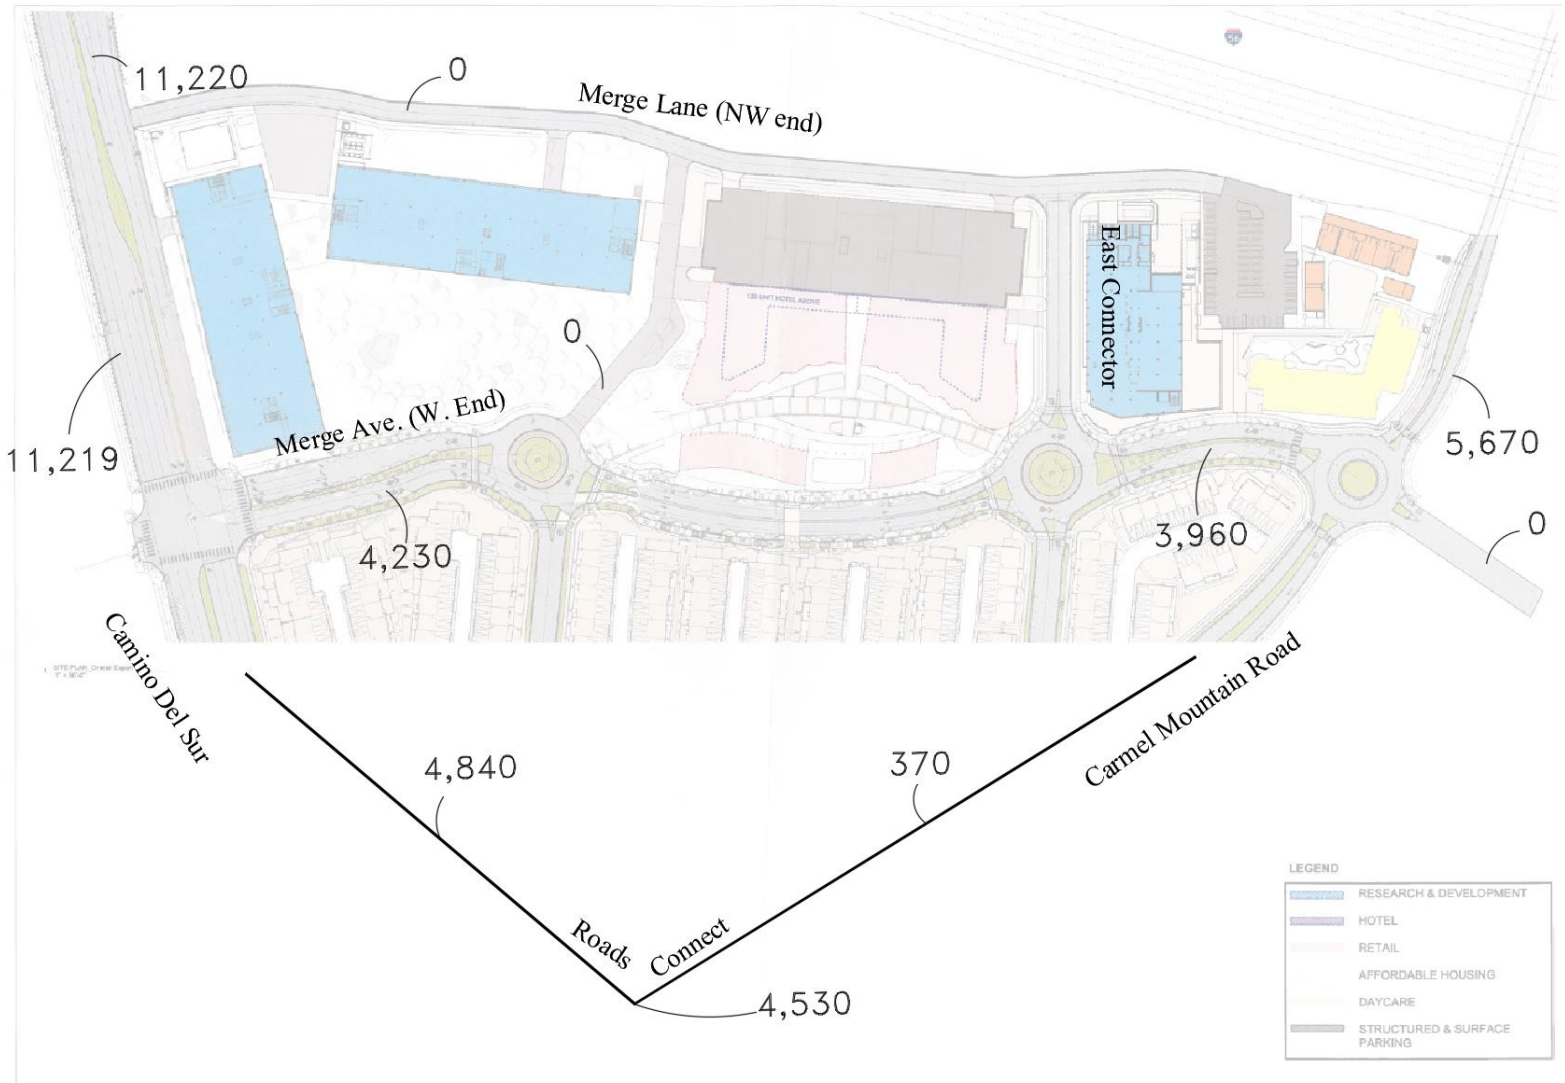 11,220
0
Merge Lane (NW end)
East Connector
0
Merge Ave. (W. End)
11,219
5,670
4,230
3,960
0
Camino Del Sur
Carmel Mountain Road
4,840
370
Roads
Connect
4,530
LEGEND
RESEARCH & DEVELOPMENT
HOTEL
RETAIL
AFFORDABLE HOUSING
DAYCARE
STRUCTURED & SURFACE
PARKING